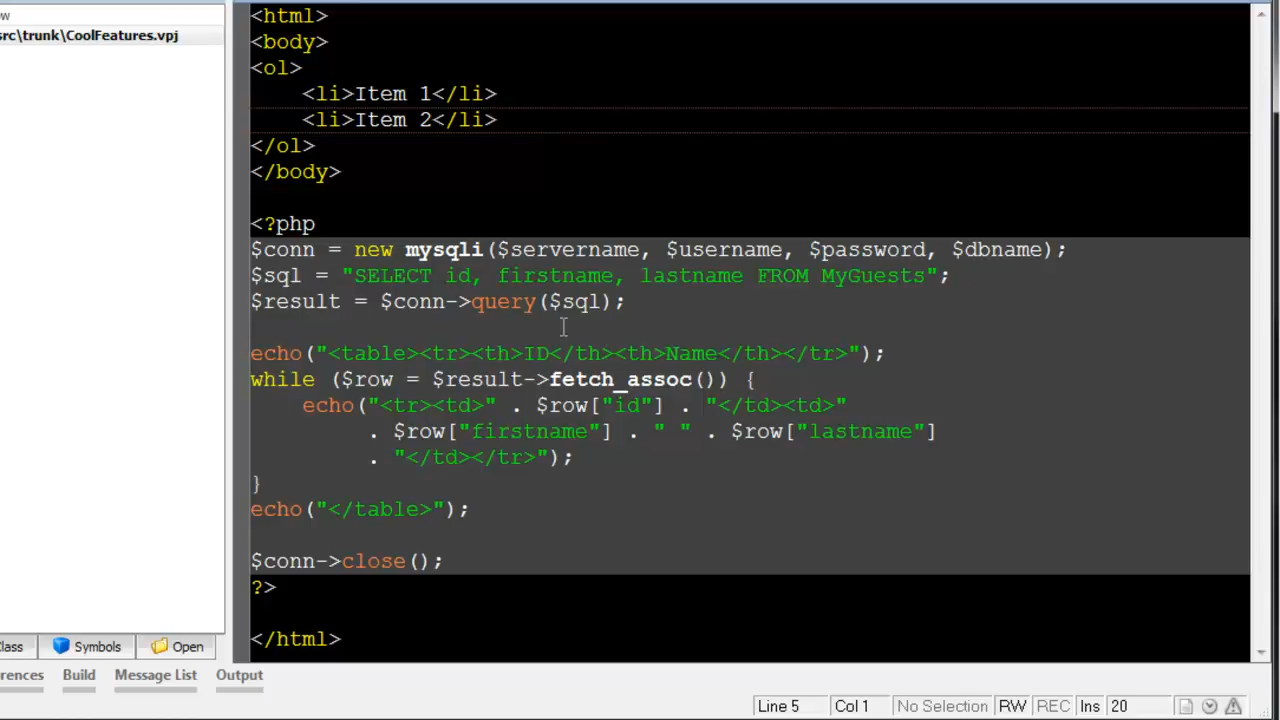 ow
src\trunk\CoolFeatures.vpj
<html>
<body>
<ol>
    <li>Item 1</li>
    <li>Item 2</li>
</ol>
</body>
<?php
$conn = new mysqli($servername, $username, $password, $dbname);
$sql = "SELECT id, firstname, lastname FROM MyGuests";
$result = $conn->query($sql);
echo("<table><tr><th>ID</th><th>Name</th></tr>");
while ($row = $result->fetch_assoc()) {
    echo("<tr><td>" . $row["id"] . "</td><td>"
         . $row["firstname"] . " " . $row["lastname"]
         . "</td></tr>");
}
echo("</table>");
$conn->close();
?>
</html>
Class Symbols Open
rences Build Message List Output
Line 5 Col 1 No Selection RW REC Ins 20